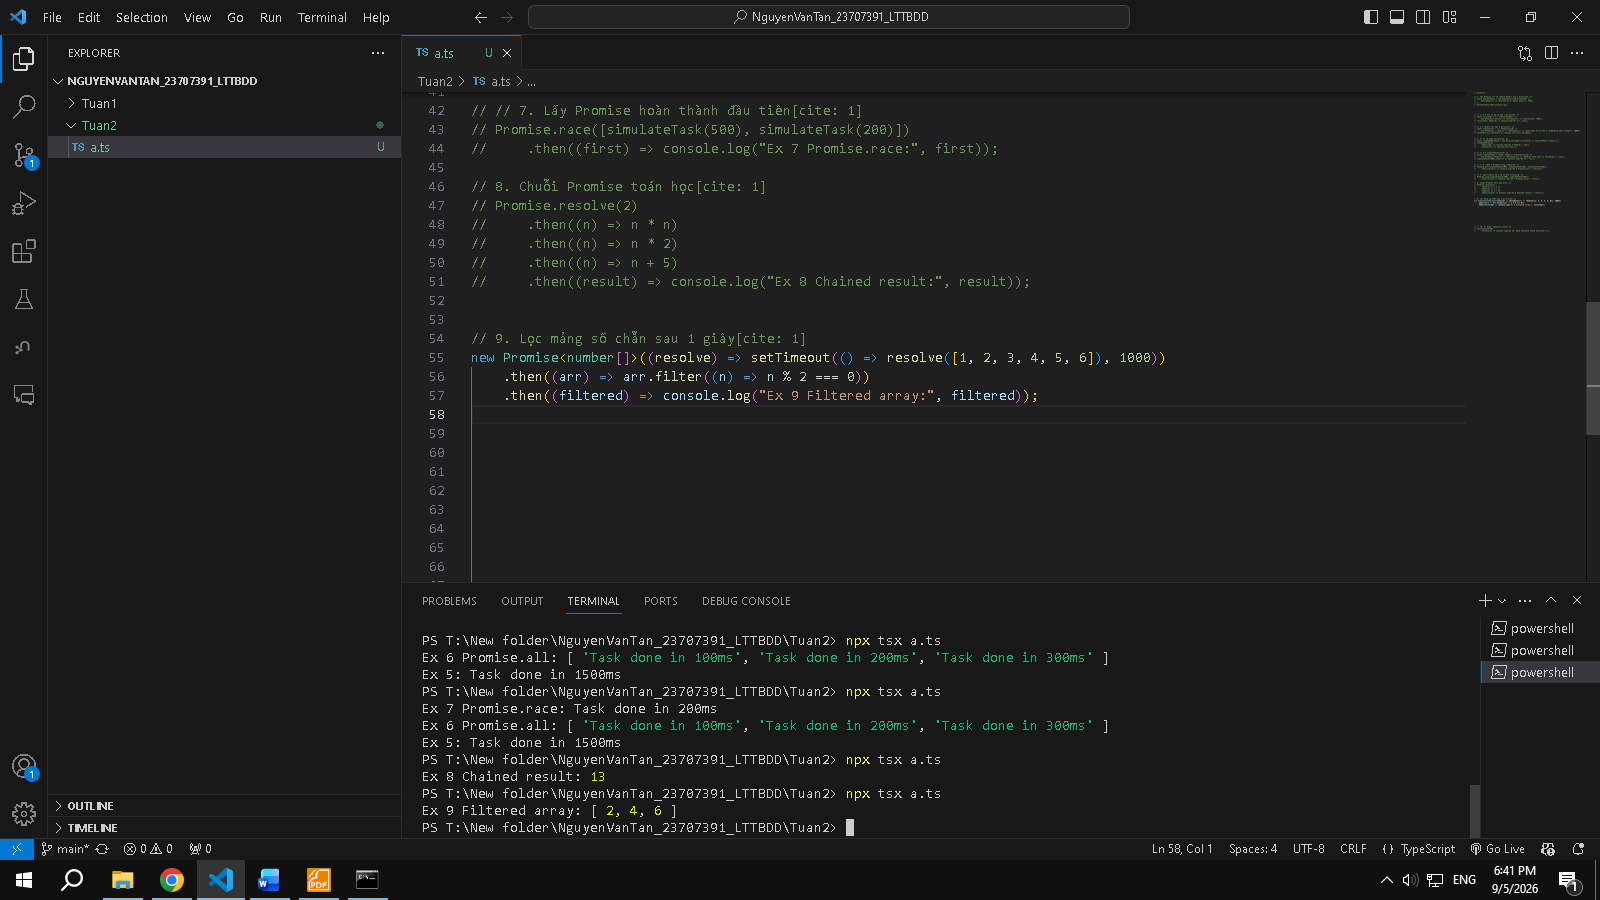 File Edit Selection View Go Run Terminal Help
NguyenVanTan_23707391_LTTBDD
EXPLORER
NGUYENVANTAN_23707391_LTTBDD
Tuan1
Tuan2
TS a.ts U
OUTLINE
TIMELINE
1
1
TS a.ts U
Tuan2 > TS a.ts > ...
41
42 // // 7. Lấy Promise hoàn thành đầu tiên[cite: 1]
43 // Promise.race([simulateTask(500), simulateTask(200)])
44 //     .then((first) => console.log("Ex 7 Promise.race:", first));
45
46 // 8. Chuỗi Promise toán học[cite: 1]
47 // Promise.resolve(2)
48 //     .then((n) => n * n)
49 //     .then((n) => n * 2)
50 //     .then((n) => n + 5)
51 //     .then((result) => console.log("Ex 8 Chained result:", result));
52
53
54 // 9. Lọc mảng số chẵn sau 1 giây[cite: 1]
55 new Promise<number[]>((resolve) => setTimeout(() => resolve([1, 2, 3, 4, 5, 6]), 1000))
56     .then((arr) => arr.filter((n) => n % 2 === 0))
57     .then((filtered) => console.log("Ex 9 Filtered array:", filtered));
58
59
60
61
62
63
64
65
66
PROBLEMS OUTPUT TERMINAL PORTS DEBUG CONSOLE
PS T:\New folder\NguyenVanTan_23707391_LTTBDD\Tuan2> npx tsx a.ts
Ex 6 Promise.all: [ 'Task done in 100ms', 'Task done in 200ms', 'Task done in 300ms' ]
Ex 5: Task done in 1500ms
PS T:\New folder\NguyenVanTan_23707391_LTTBDD\Tuan2> npx tsx a.ts
Ex 7 Promise.race: Task done in 200ms
Ex 6 Promise.all: [ 'Task done in 100ms', 'Task done in 200ms', 'Task done in 300ms' ]
Ex 5: Task done in 1500ms
PS T:\New folder\NguyenVanTan_23707391_LTTBDD\Tuan2> npx tsx a.ts
Ex 8 Chained result: 13
PS T:\New folder\NguyenVanTan_23707391_LTTBDD\Tuan2> npx tsx a.ts
Ex 9 Filtered array: [ 2, 4, 6 ]
PS T:\New folder\NguyenVanTan_23707391_LTTBDD\Tuan2>
powershell
powershell
powershell
main* 0 0 0 Ln 58, Col 1 Spaces: 4 UTF-8 CRLF {} TypeScript Go Live
ENG
6:41 PM
9/5/2026
1